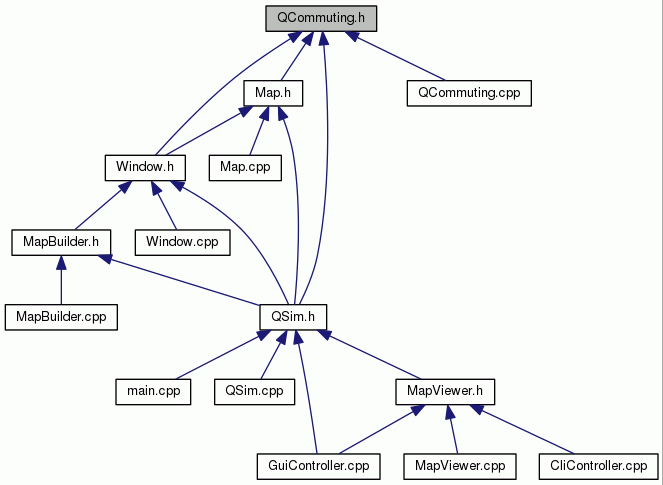 QCommuting.h
Map.h
QCommuting.cpp
Window.h
Map.cpp
MapBuilder.h
Window.cpp
MapBuilder.cpp
QSim.h
main.cpp
QSim.cpp
MapViewer.h
GuiController.cpp
MapViewer.cpp
CliController.cpp